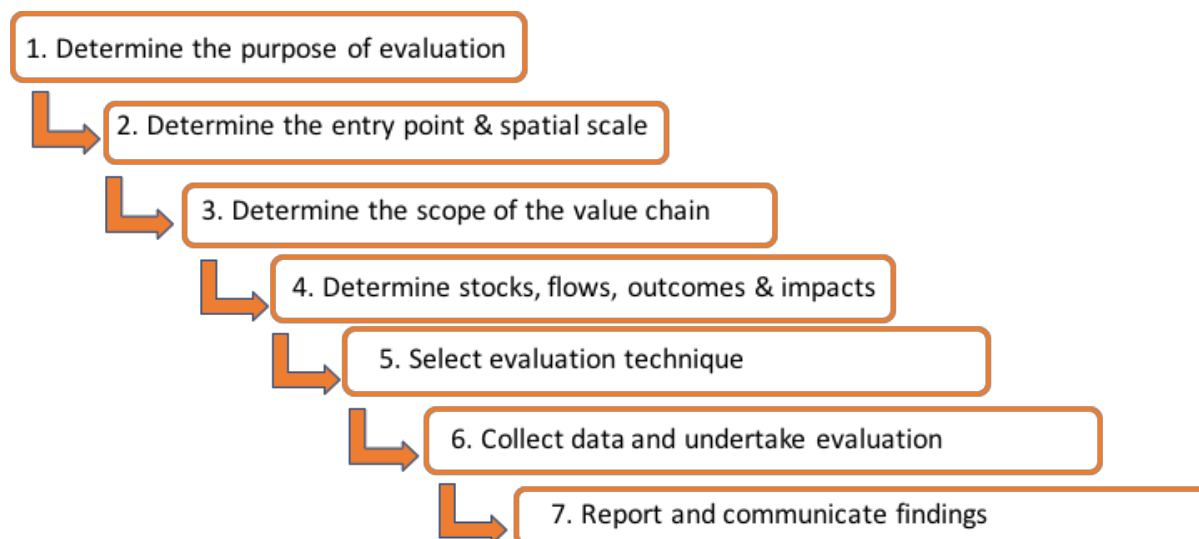 1. Determine the purpose of evaluation
2. Determine the entry point & spatial scale
3. Determine the scope of the value chain
4. Determine stocks, flows, outcomes & impacts
5. Select evaluation technique
6. Collect data and undertake evaluation
7. Report and communicate findings